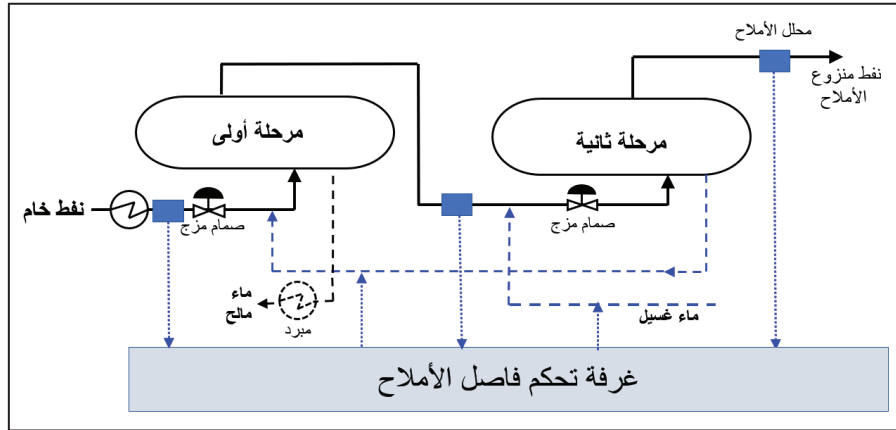 محلل الأملاح
نفط منزوع
الأملاح
مرحلة أولى
مرحلة ثانية
نفط خام
صمام مزج
صمام مزج
ماء
مالح
مبرد
ماء غسيل
غرفة تحكم فاصل الأملاح